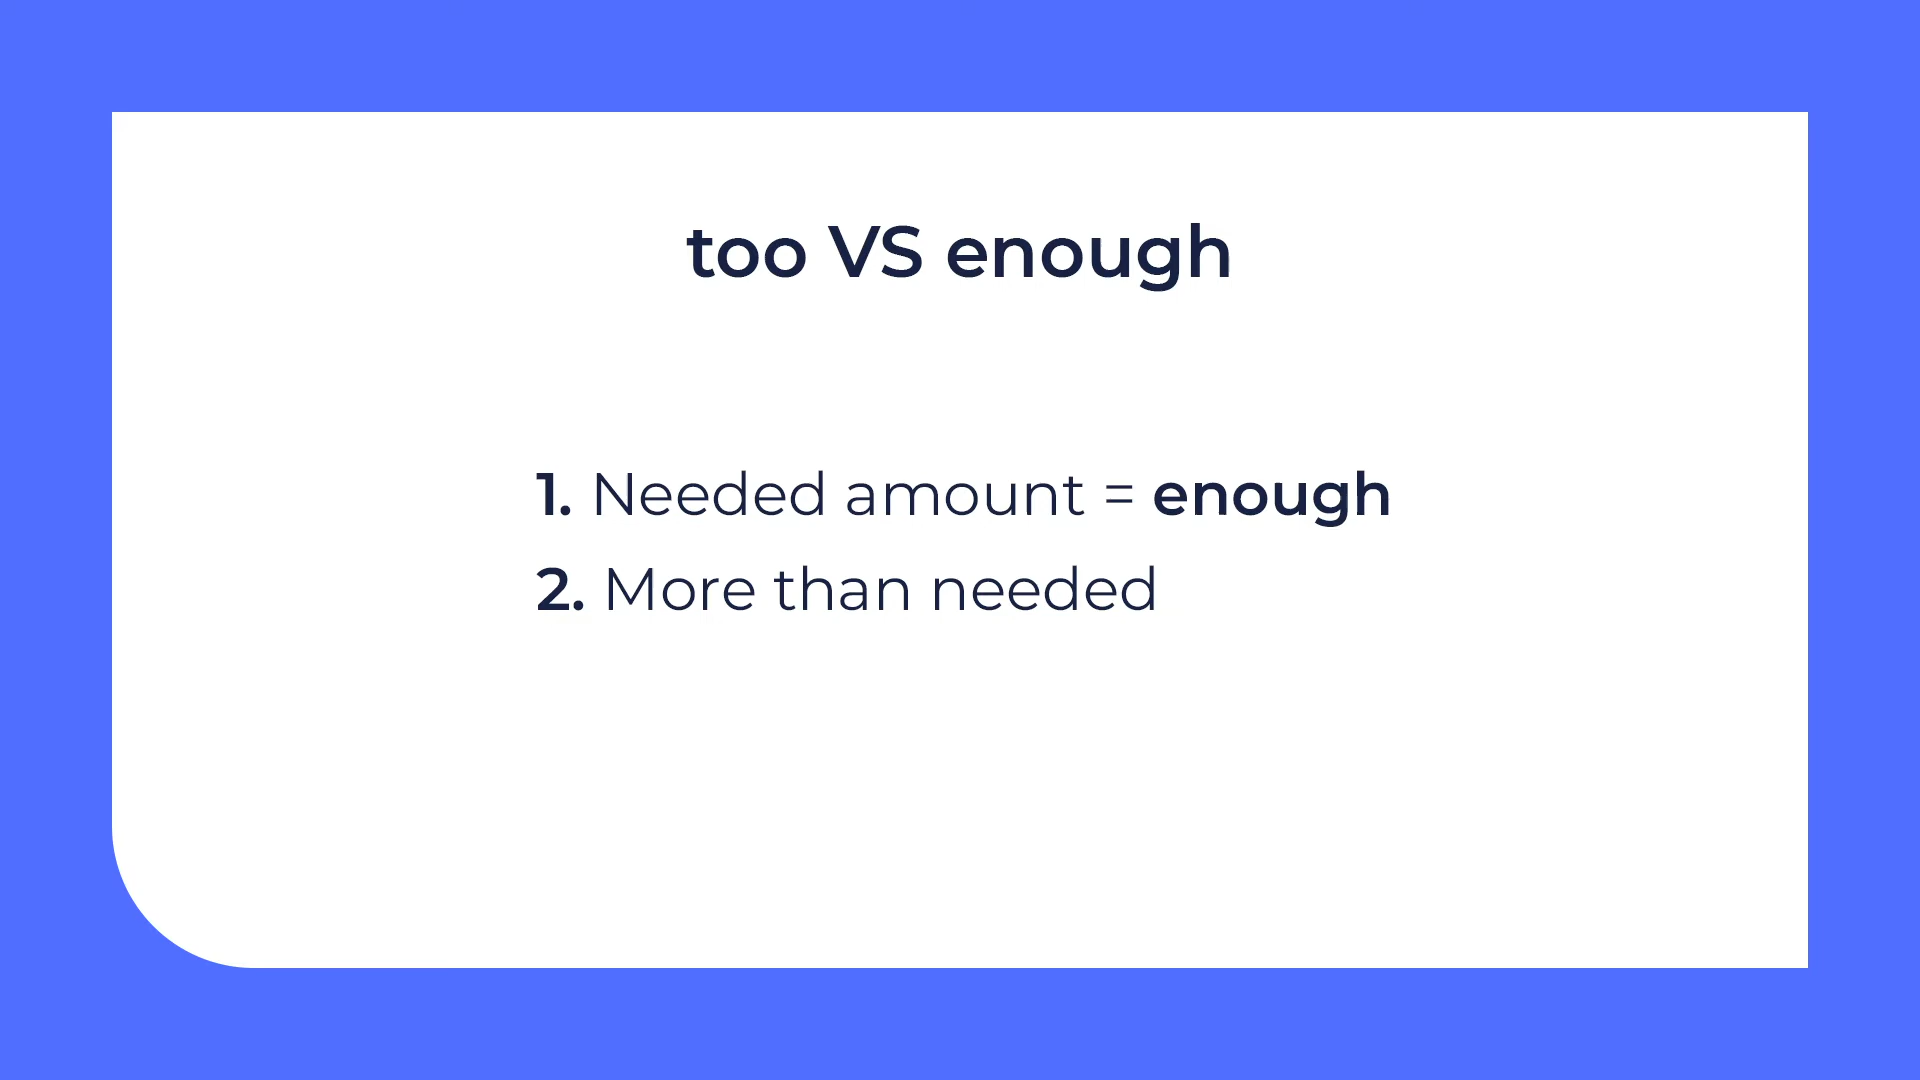 too VS enough
1. Needed amount = enough
2. More than needed